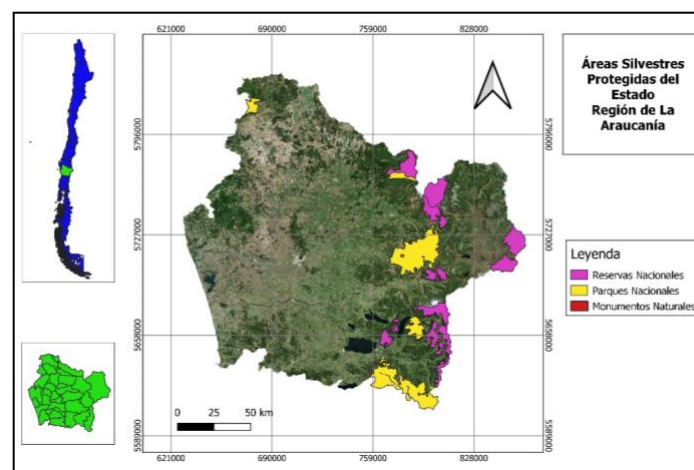 621000
690000
759000
828000
5796000
5796000
5727000
5727000
5658000
5658000
5589000
5589000
0
25
50 km
621000
690000
759000
828000
Áreas Silvestres
Protegidas del
Estado
Región de La
Araucanía
Leyenda
Reservas Nacionales
Parques Nacionales
Monumentos Naturales